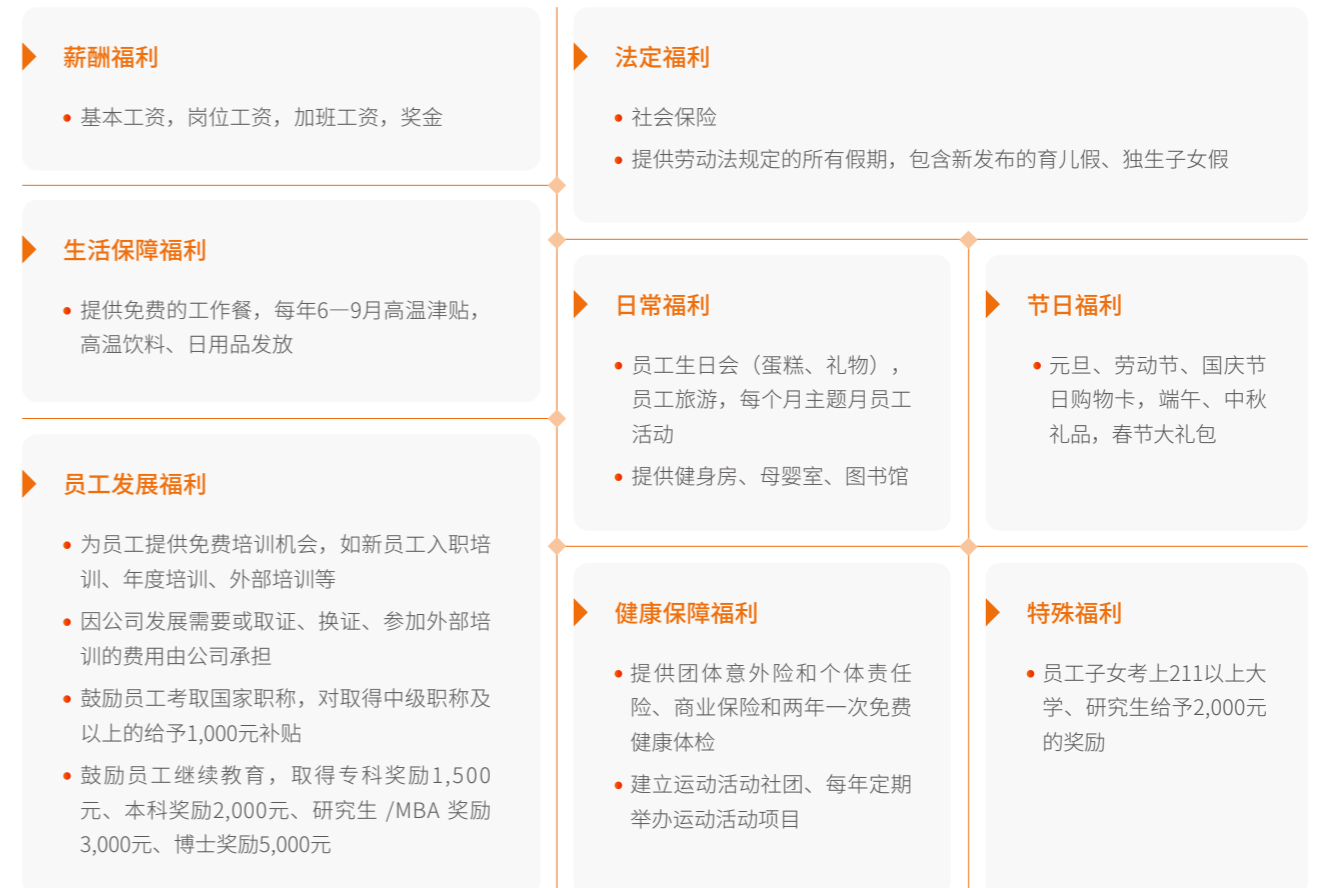 薪酬福利
基本工资，岗位工资，加班工资，奖金
法定福利
社会保险
提供劳动法规定的所有假期，包含新发布的育儿假、独生子女假
生活保障福利
提供免费的工作餐，每年6—9月高温津贴，
高温饮料、日用品发放
日常福利
员工生日会（蛋糕、礼物），
员工旅游，每个月主题月员工
活动
提供健身房、母婴室、图书馆
节日福利
元旦、劳动节、国庆节
日购物卡，端午、中秋
礼品，春节大礼包
员工发展福利
为员工提供免费培训机会，如新员工入职培
训、年度培训、外部培训等
因公司发展需要或取证、换证、参加外部培
训的费用由公司承担
鼓励员工考取国家职称，对取得中级职称及
以上的给予1,000元补贴
鼓励员工继续教育，取得专科奖励1,500
元、本科奖励2,000元、研究生 /MBA 奖励
3,000元、博士奖励5,000元
健康保障福利
提供团体意外险和个体责任
险、商业保险和两年一次免费
健康体检
建立运动活动社团、每年定期
举办运动活动项目
特殊福利
员工子女考上211以上大
学、研究生给予2,000元
的奖励